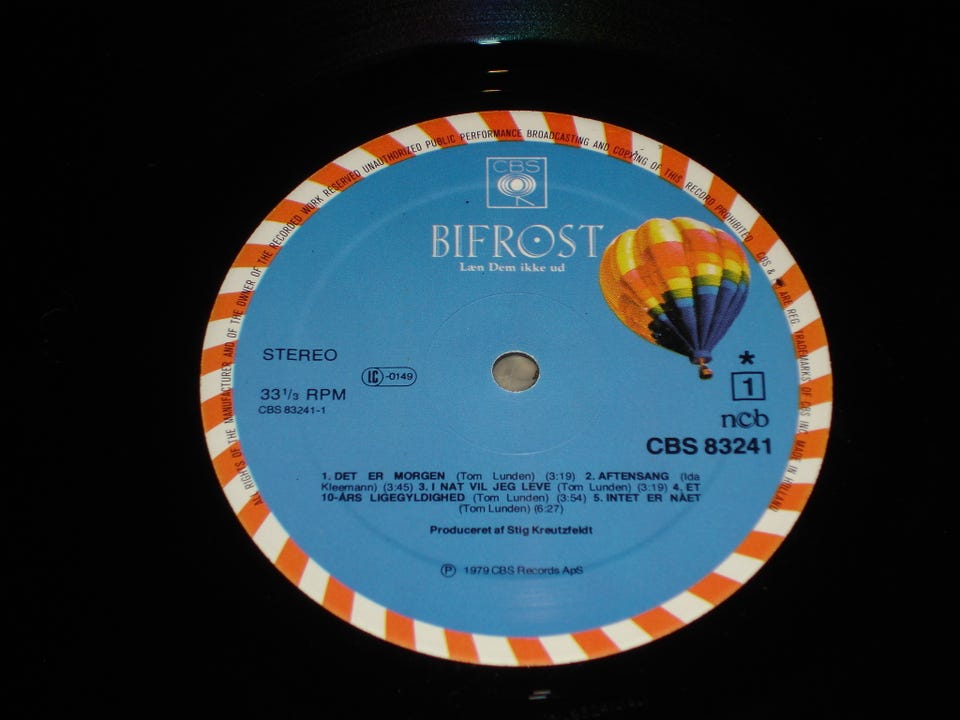 ALL RIGHTS OF THE MANUFACTURER AND OF THE OWNER OF THE RECORDED WORK RESERVED UNAUTHORIZED PUBLIC PERFORMANCE BROADCASTING AND COPYING OF THIS RECORD PROHIBITED CBS & ARE REG. TRADEMARKS OF CBS INC. MADE IN HOLLAND
CBS
BIFROST
Læn Dem ikke ud
STEREO
LC-0149
33 1/3 RPM
CBS 83241-1
*
1
ncb
CBS 83241
1. DET ER MORGEN (Tom Lunden) (3:19) 2. AFTENSANG (Ida
Kleemann) (3:45) 3. I NAT VIL JEG LEVE (Tom Lunden) (3:19) 4. ET
10-ÅRS LIGEGYLDIGHED (Tom Lunden) (3:54) 5. INTET ER NÅET
(Tom Lunden) (6:27)
Produceret af Stig Kreutzfeldt
Ⓟ 1979 CBS Records ApS